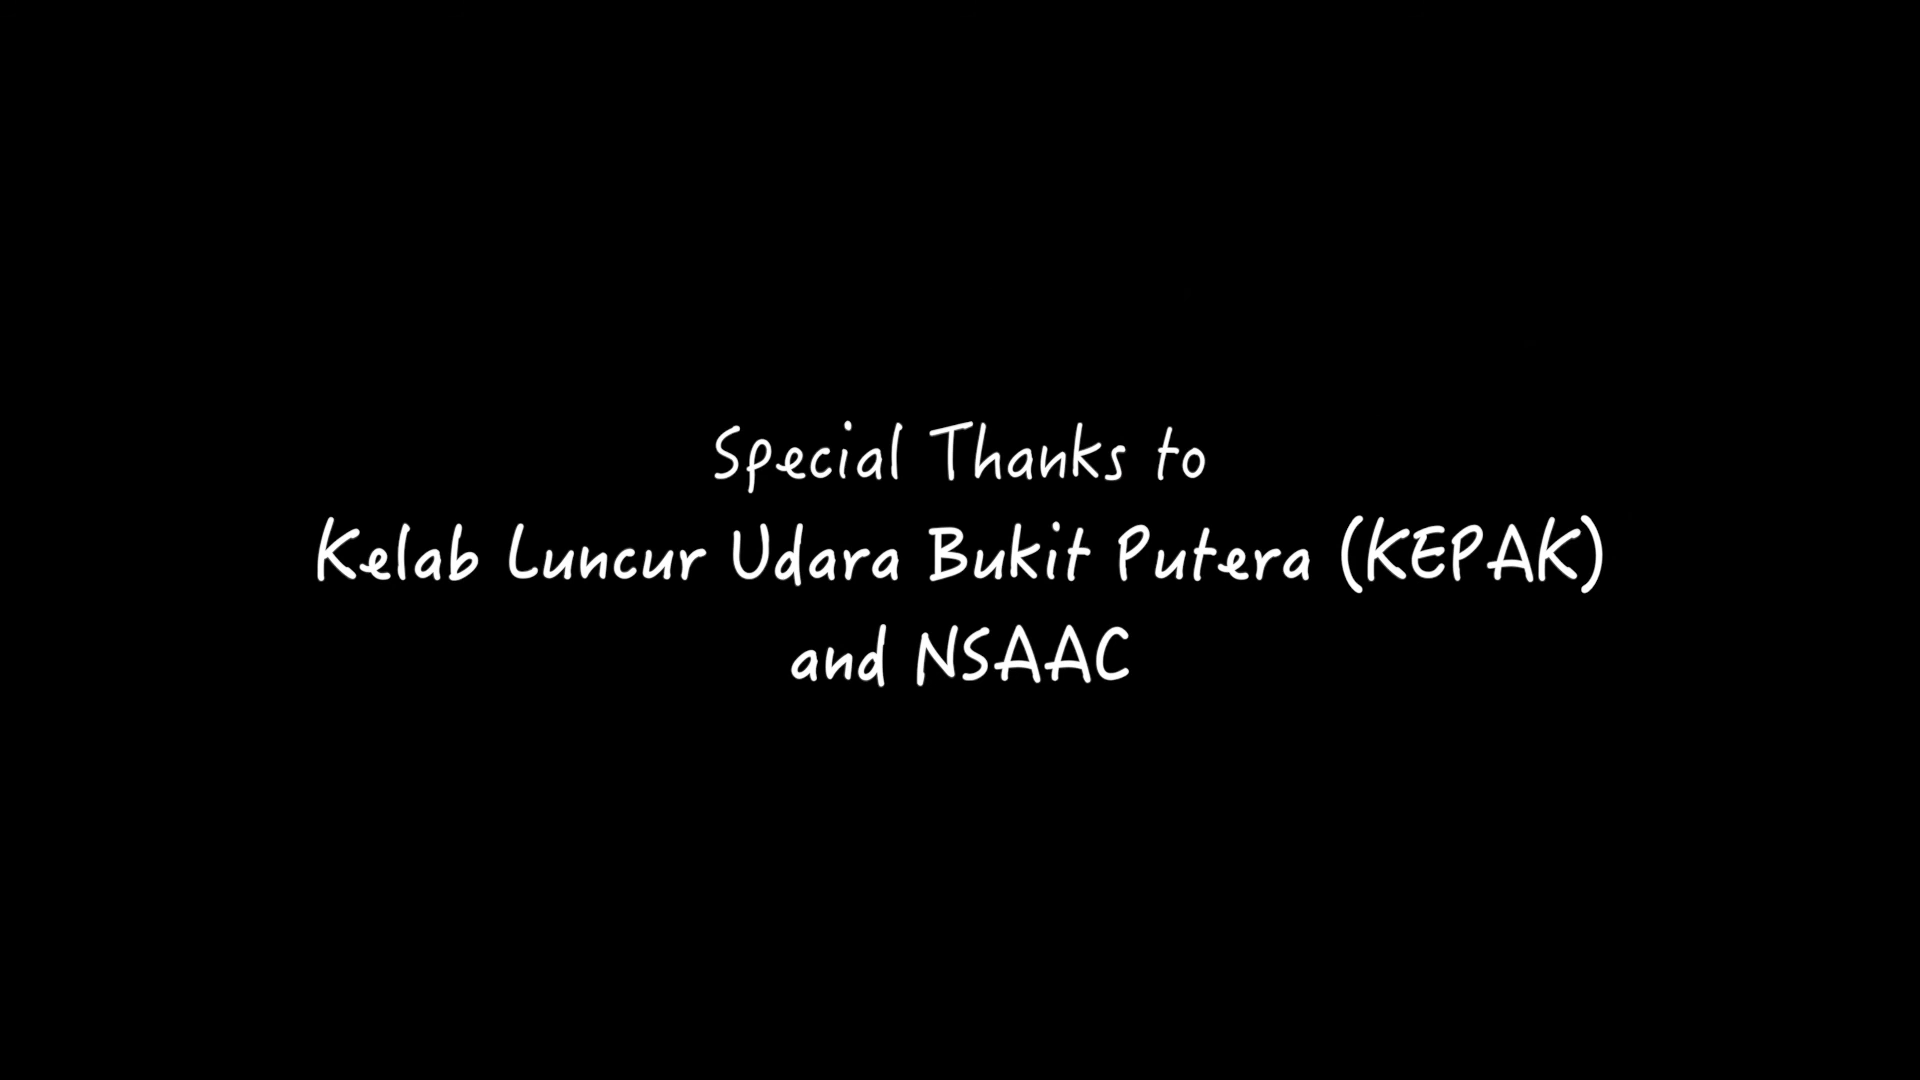 Special Thanks to
Kelab Luncur Udara Bukit Putera (KEPAK)
and NSAAC